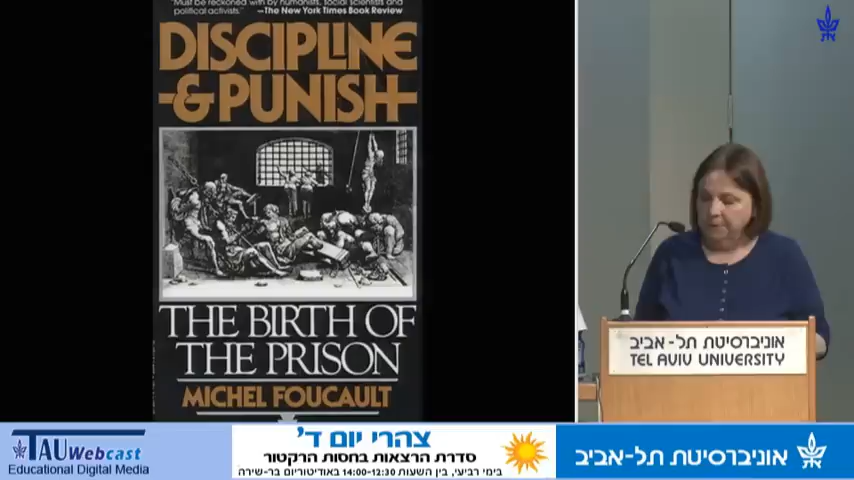 "Must be reckoned with by humanists, social scientists and
political activists." —The New York Times Book Review
DISCIPLINE
& PUNISH
THE BIRTH OF
THE PRISON
MICHEL FOUCAULT
אוניברסיטת תל-אביב
TEL AVIV UNIVERSITY
TAU Webcast
Educational Digital Media
צהרי יום ד'
סדרת הרצאות בחסות הרקטור
בימי רביעי, בין השעות 14:00-12:30 באודיטוריום בר-שירה
אוניברסיטת תל-אביב